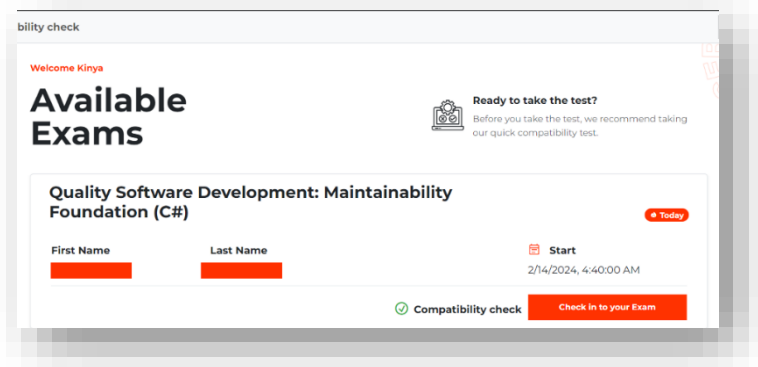 bility check
Welcome Kinya
Available
Exams
Ready to take the test?
Before you take the test, we recommend taking
our quick compatibility test.
Quality Software Development: Maintainability
Foundation (C#)
Today
First Name
Last Name
Start
2/14/2024, 4:40:00 AM
Compatibility check
Check in to your Exam